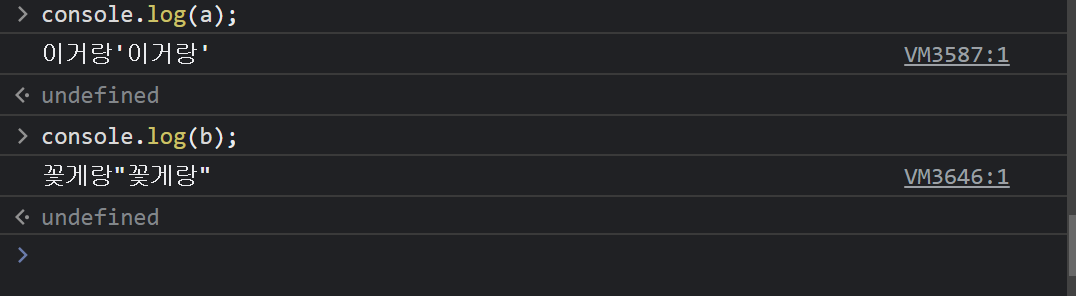 > console.log(a);
이거랑'이거랑' VM3587:1
<· undefined
> console.log(b);
꽃게랑"꽃게랑" VM3646:1
<· undefined
>